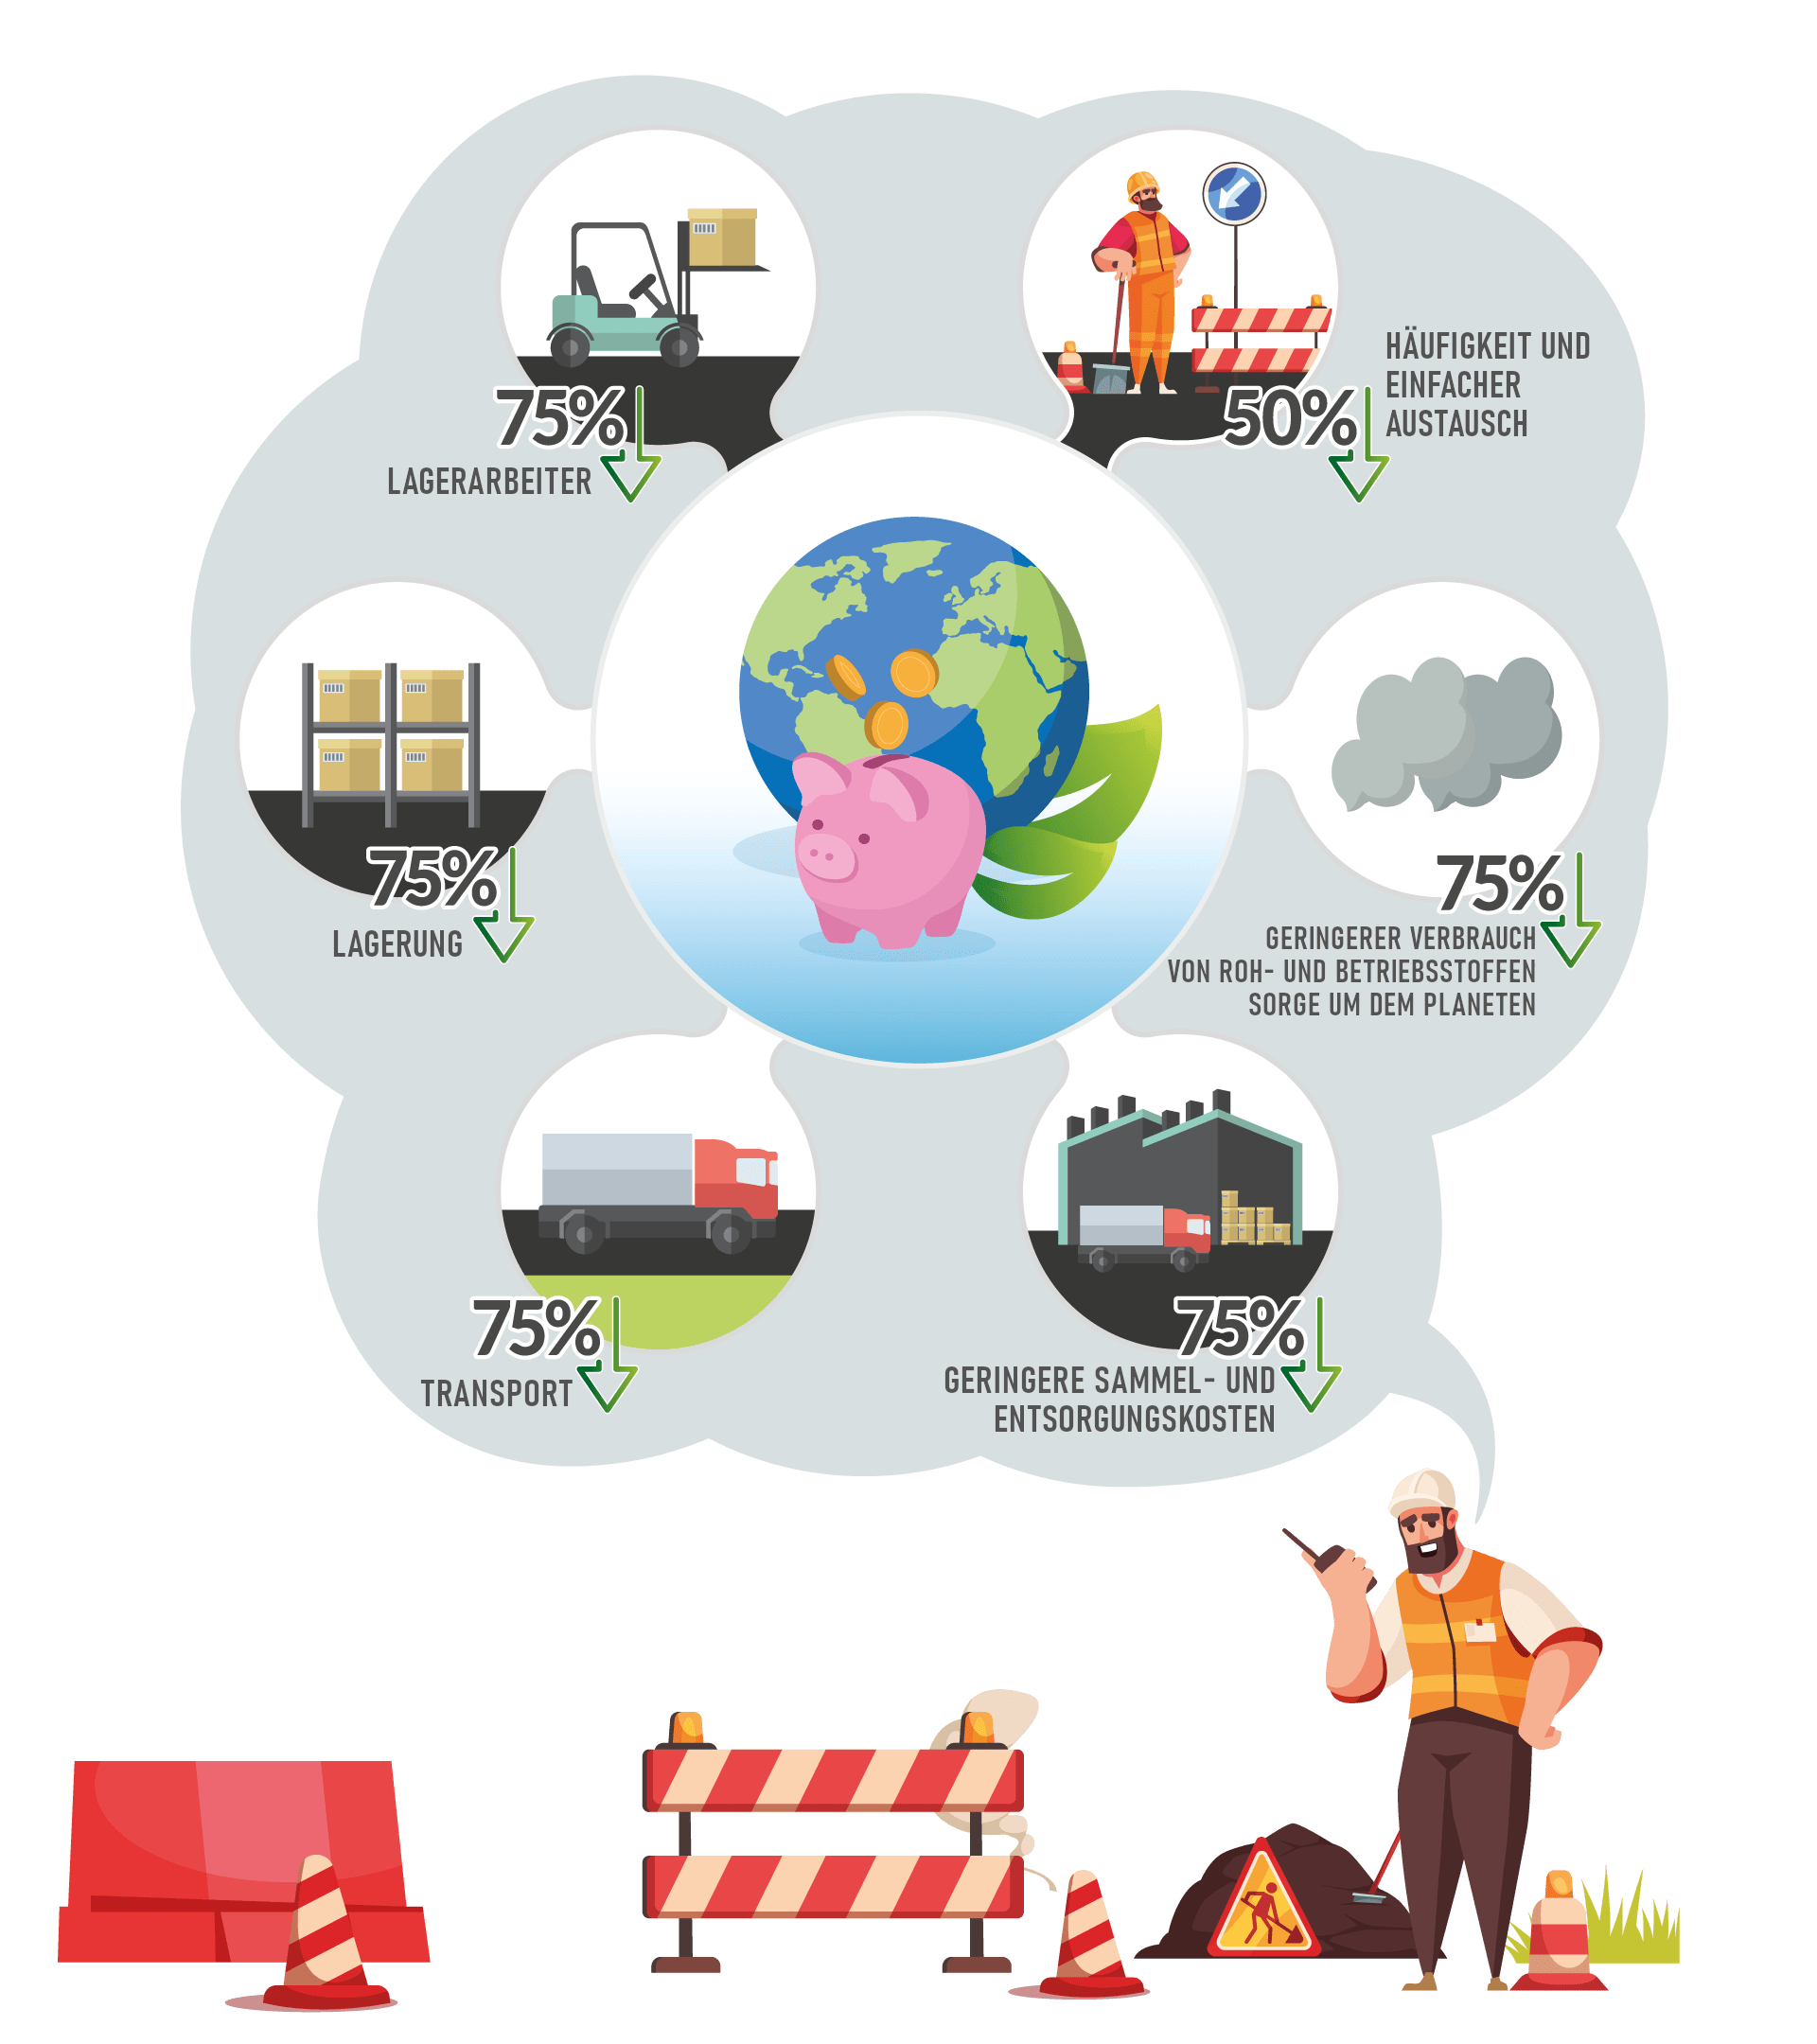 75%
LAGERARBEITER
50%
HÄUFIGKEIT UND
EINFACHER
AUSTAUSCH
75%
LAGERUNG
75%
GERINGERER VERBRAUCH
VON ROH- UND BETRIEBSSTOFFEN
SORGE UM DEM PLANETEN
75%
TRANSPORT
75%
GERINGERE SAMMEL- UND
ENTSORGUNGSKOSTEN